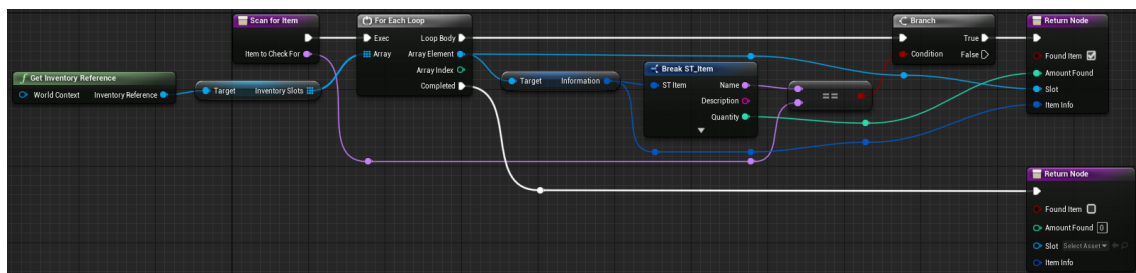 Scan for Item
Item to Check For
For Each Loop
Exec
Loop Body
Array
Array Element
Array Index
Completed
Get Inventory Reference
World Context
Inventory Reference
Target
Inventory Slots
Target
Information
Break ST_Item
ST Item
Name
Description
Quantity
==
Branch
True
Condition
False
Return Node
Found Item
Amount Found
Slot
Item Info
Return Node
Found Item
Amount Found 0
Slot Select Asset
Item Info